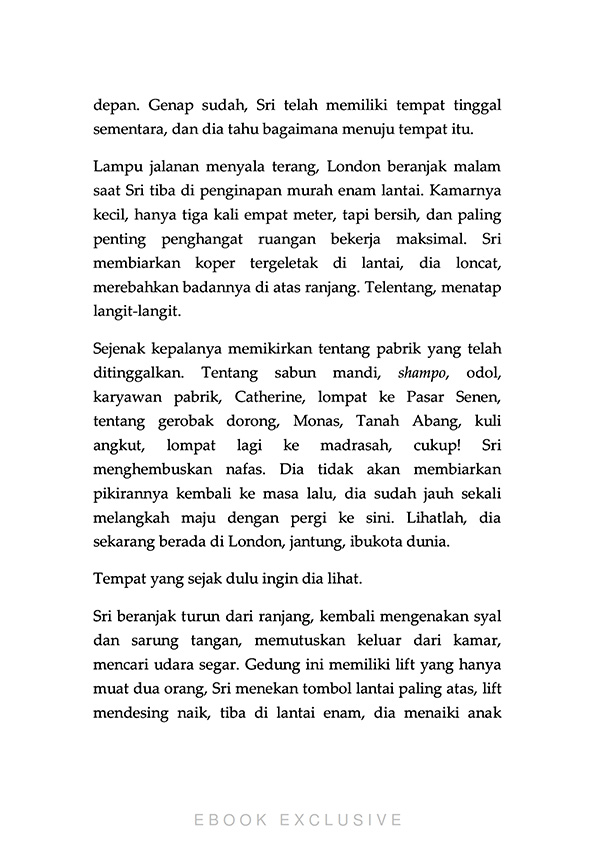 depan. Genap sudah, Sri telah memiliki tempat tinggal
sementara, dan dia tahu bagaimana menuju tempat itu.
Lampu jalanan menyala terang, London beranjak malam
saat Sri tiba di penginapan murah enam lantai. Kamarnya
kecil, hanya tiga kali empat meter, tapi bersih, dan paling
penting penghangat ruangan bekerja maksimal. Sri
membiarkan koper tergeletak di lantai, dia loncat,
merebahkan badannya di atas ranjang. Telentang, menatap
langit-langit.
Sejenak kepalanya memikirkan tentang pabrik yang telah
ditinggalkan. Tentang sabun mandi, shampo, odol,
karyawan pabrik, Catherine, lompat ke Pasar Senen,
tentang gerobak dorong, Monas, Tanah Abang, kuli
angkut, lompat lagi ke madrasah, cukup! Sri
menghembuskan nafas. Dia tidak akan membiarkan
pikirannya kembali ke masa lalu, dia sudah jauh sekali
melangkah maju dengan pergi ke sini. Lihatlah, dia
sekarang berada di London, jantung, ibukota dunia.
Tempat yang sejak dulu ingin dia lihat.
Sri beranjak turun dari ranjang, kembali mengenakan syal
dan sarung tangan, memutuskan keluar dari kamar,
mencari udara segar. Gedung ini memiliki lift yang hanya
muat dua orang, Sri menekan tombol lantai paling atas, lift
mendesing naik, tiba di lantai enam, dia menaiki anak
EBOOK EXCLUSIVE